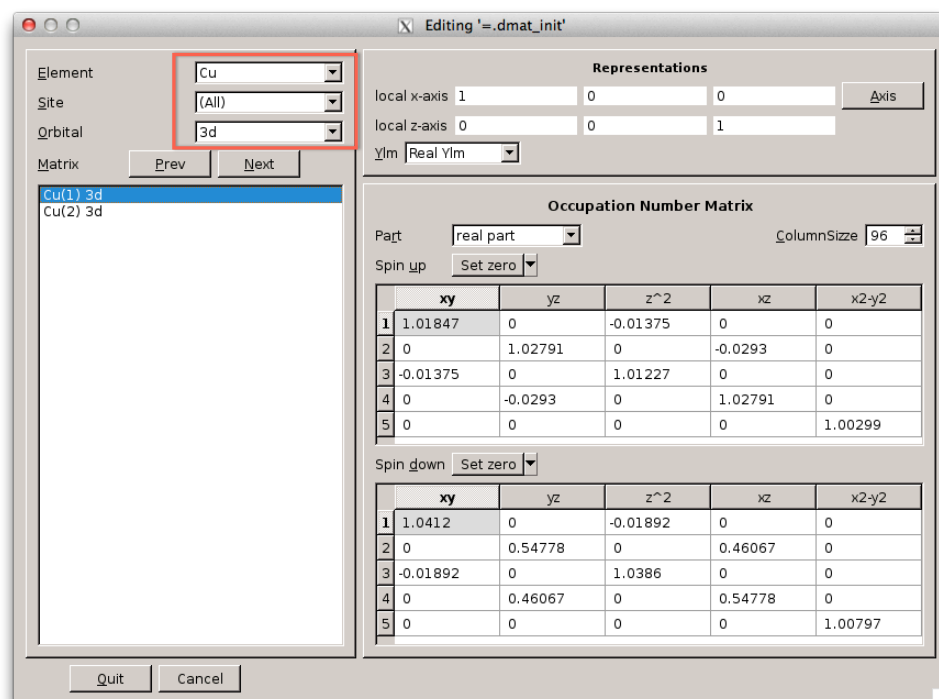 Editing '=.dmat_init'
Element Cu
Site (All)
Orbital 3d
Matrix Prev Next
Cu(1) 3d
Cu(2) 3d
Representations
local x-axis 1 0 0 Axis
local z-axis 0 0 1
Ylm Real Ylm
Occupation Number Matrix
Part real part ColumnSizze 96
Spin up Set zero
xy yz z^2 xz x2-y2
1 1.01847 0 -0.01375 0 0
2 0 1.02791 0 -0.0293 0
3 -0.01375 0 1.01227 0 0
4 0 -0.0293 0 1.02791 0
5 0 0 0 0 1.00299
Spin down Set zero
xy yz z^2 xz x2-y2
1 1.0412 0 -0.01892 0 0
2 0 0.54778 0 0.46067 0
3 -0.01892 0 1.0386 0 0
4 0 0.46067 0 0.54778 0
5 0 0 0 0 1.00797
Quit Cancel